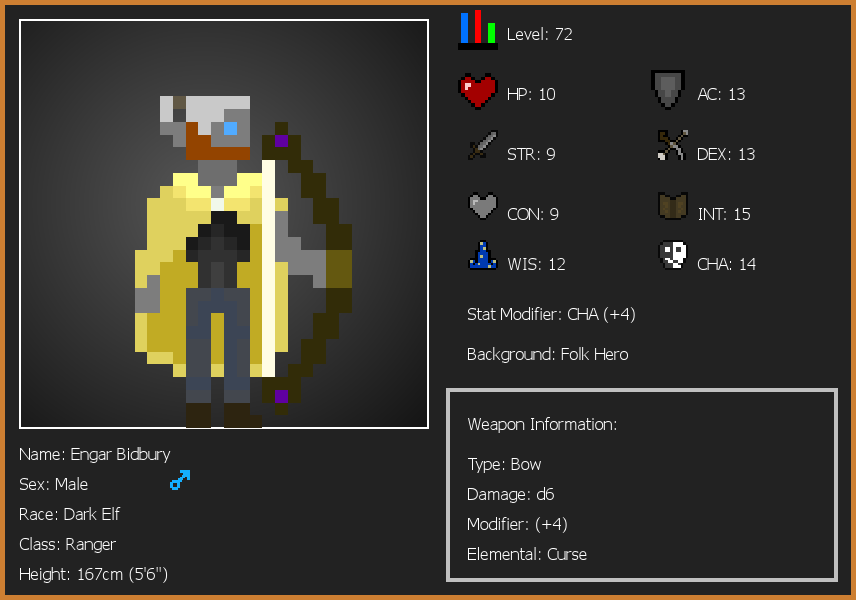 Level: 72
HP: 10
AC: 13
STR: 9
DEX: 13
CON: 9
INT: 15
WIS: 12
CHA: 14
Stat Modifier: CHA (+4)
Background: Folk Hero
Weapon Information:
Type: Bow
Damage: d6
Modifier: (+4)
Elemental: Curse
Name: Engar Bidbury
Sex: Male
Race: Dark Elf
Class: Ranger
Height: 167cm (5'6")